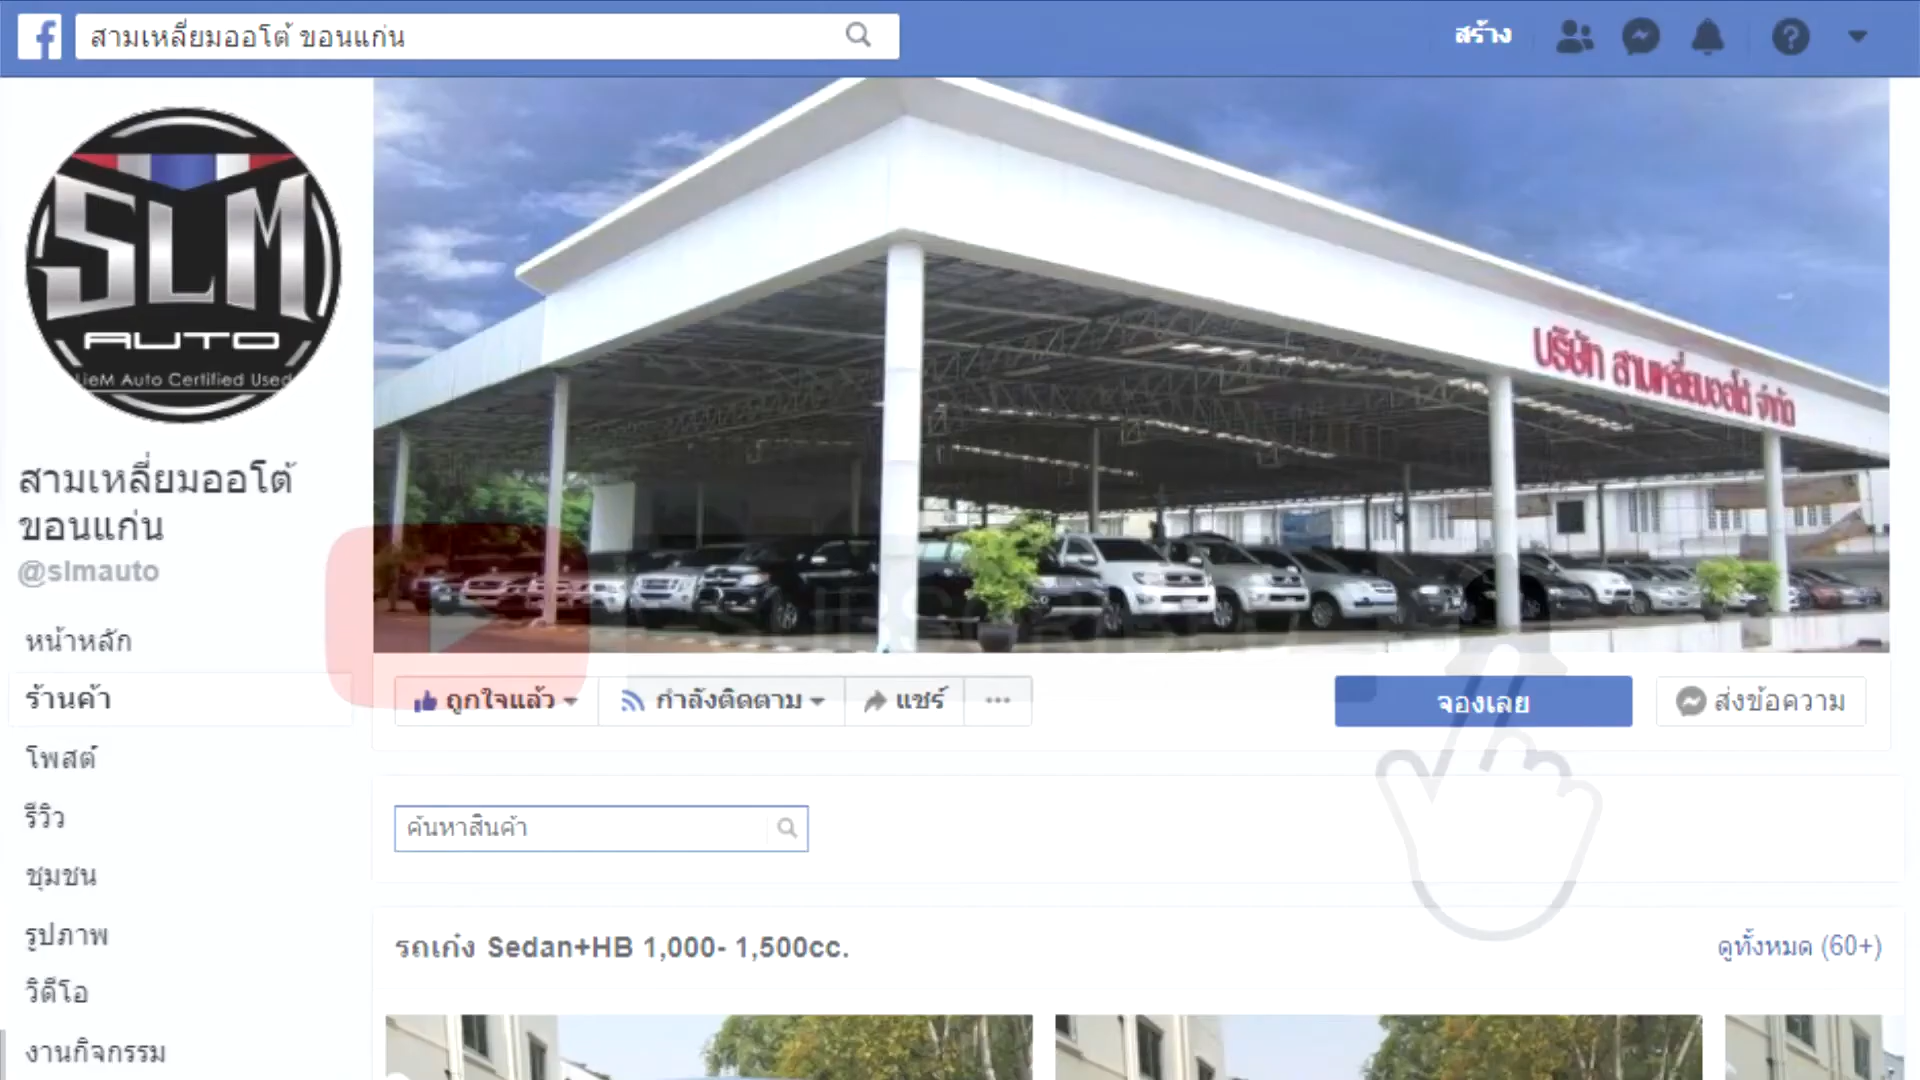 สามเหลี่ยมออโต้ ขอนแก่น
สร้าง
SLM
AUTO
LieM Auto Certified Used
บริษัท สามเหลี่ยมออโต้ จำกัด
สามเหลี่ยมออโต้
ขอนแก่น
@slmauto
หน้าหลัก
ร้านค้า
โพสต์
รีวิว
ชุมชน
รูปภาพ
วิดีโอ
งานกิจกรรม
SUBSCRIBED
ถูกใจแล้ว
กำลังติดตาม
แชร์
จองเลย
ส่งข้อความ
ค้นหาสินค้า
รถเก๋ง Sedan+HB 1,000- 1,500cc.
ดูทั้งหมด (60+)